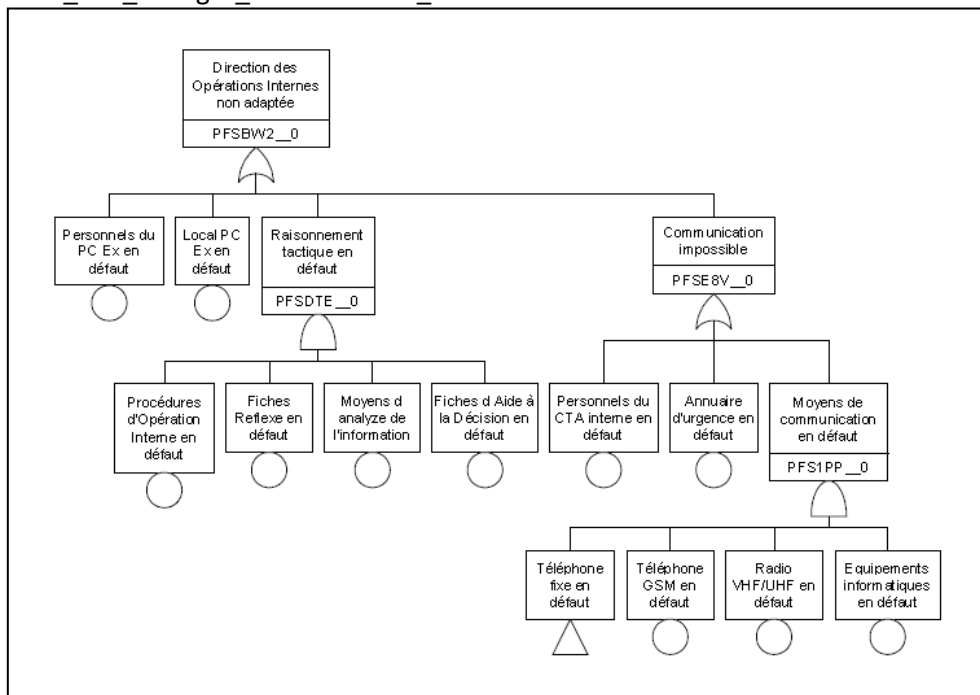 Direction des
Opérations Internes
non adaptée
PFSBW2__0
Personnels du
PC Ex en
défaut
Local PC
Ex en
défaut
Raisonnement
tactique en
défaut
PFSDTE__0
Communication
impossible
PFSE8V__0
Procédures
d'Opération
Interne en
défaut
Fiches
Reflexe en
défaut
Moyens d
analyze de
l'information
Fiches d Aide à
la Décision en
défaut
Personnels du
CTA interne en
défaut
Annuaire
d'urgence en
défaut
Moyens de
communication
en défaut
PFS1PP__0
Téléphone
fixe en
défaut
Téléphone
GSM en
défaut
Radio
VHF/UHF en
défaut
Equipements
informatiques en
défaut